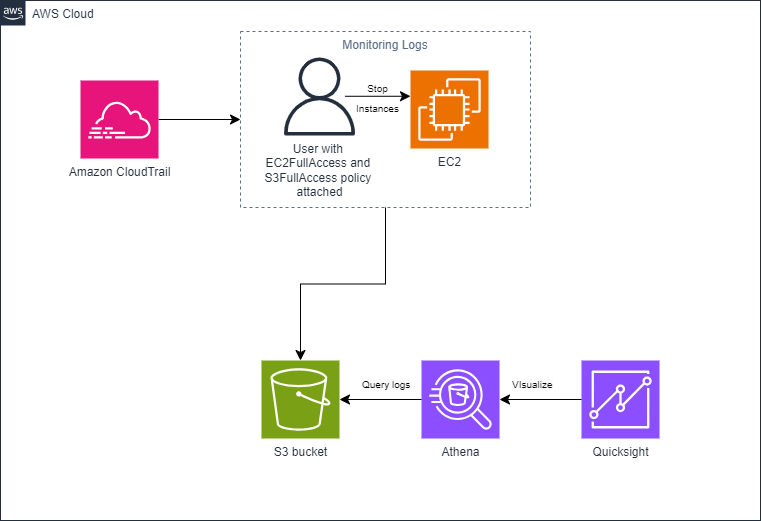 aws
AWS Cloud
Monitoring Logs
Stop
Instances
User with
EC2FullAccess and
S3FullAccess policy
attached
EC2
Amazon CloudTrail
Query logs
VIsualize
S3 bucket
Athena
Quicksight